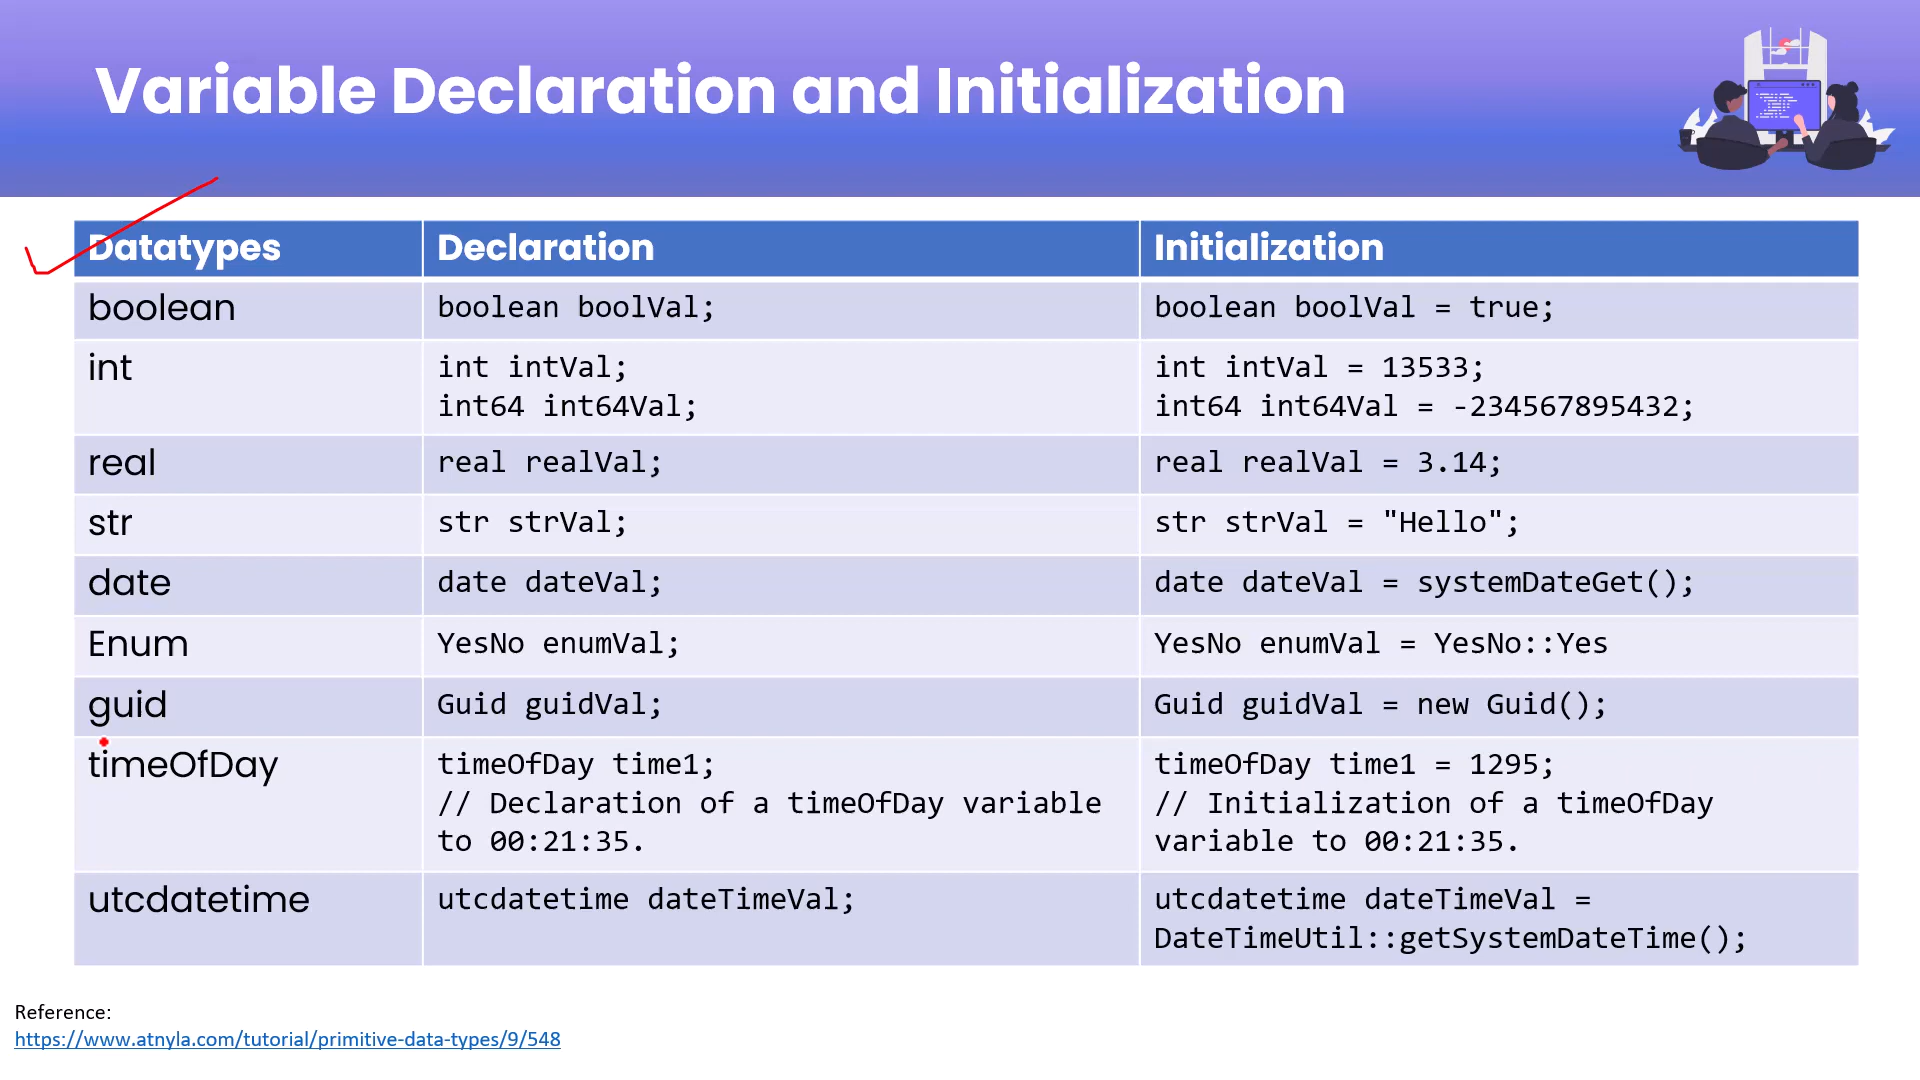 Variable Declaration and Initialization
Datatypes Declaration Initialization
boolean boolean boolVal; boolean boolVal = true;
int int intVal; int intVal = 13533;
int64 int64Val; int64 int64Val = -234567895432;
real real realVal; real realVal = 3.14;
str str strVal; str strVal = "Hello";
date date dateVal; date dateVal = systemDateGet();
Enum YesNo enumVal; YesNo enumVal = YesNo::Yes
guid Guid guidVal; Guid guidVal = new Guid();
timeOfDay timeOfDay time1; timeOfDay time1 = 1295;
// Declaration of a timeOfDay variable // Initialization of a timeOfDay
to 00:21:35. variable to 00:21:35.
utcdatetime utcdatetime dateTimeVal; utcdatetime dateTimeVal =
DateTimeUtil::getSystemDateTime();
Reference:
https://www.atnyla.com/tutorial/primitive-data-types/9/548